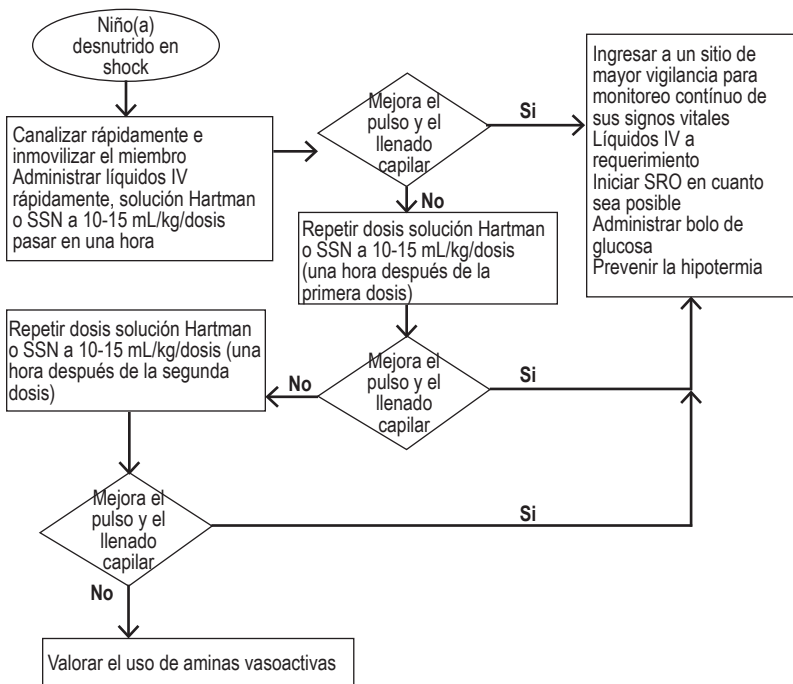 Niño(a)
desnutrido en
shock
Canalizar rápidamente e
inmovilizar el miembro
Administrar líquidos IV
rápidamente, solución Hartman
o SSN a 10-15 mL/kg/dosis
pasar en una hora
Mejora el
pulso y el
llenado
capilar
Si
No
Ingresar a un sitio de
mayor vigilancia para
monitoreo contínuo de
sus signos vitales
Líquidos IV a
requerimiento
Iniciar SRO en cuanto
sea posible
Administrar bolo de
glucosa
Prevenir la hipotermia
Repetir dosis solución Hartman
o SSN a 10-15 mL/kg/dosis
(una hora después de la
primera dosis)
Mejora el
pulso y el
llenado
capilar
Si
No
Repetir dosis solución Hartman
o SSN a 10-15 mL/kg/dosis (una
hora después de la segunda
dosis)
Mejora el
pulso y el
llenado
capilar
Si
No
Valorar el uso de aminas vasoactivas